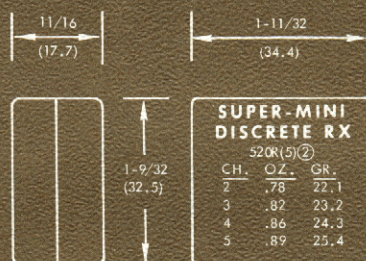 11/16
(17.7)
1-11/32
(34.4)
1-9/32
(32.5)
SUPER-MINI
DISCRETE RX
520R(5)②
CH. OZ. GR.
2 .78 22.1
3 .82 23.2
4 .86 24.3
5 .89 25.4